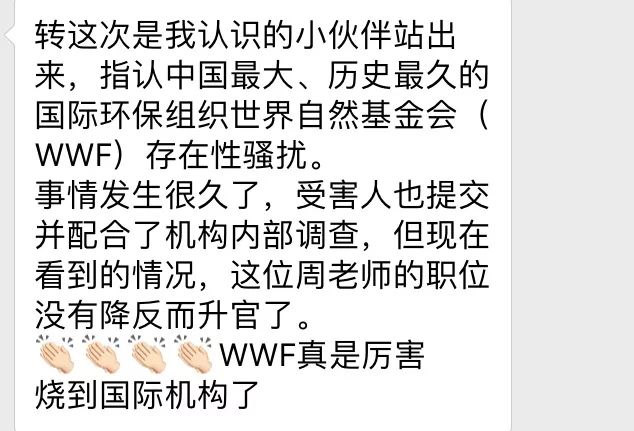 转这次是我认识的小伙伴站出
来，指认中国最大、历史最久的
国际环保组织世界自然基金会（
WWF）存在性骚扰。
事情发生很久了，受害人也提交
并配合了机构内部调查，但现在
看到的情况，这位周老师的职位
没有降反而升官了。
👏🏻👏🏻👏🏻👏🏻WWF真是厉害
烧到国际机构了